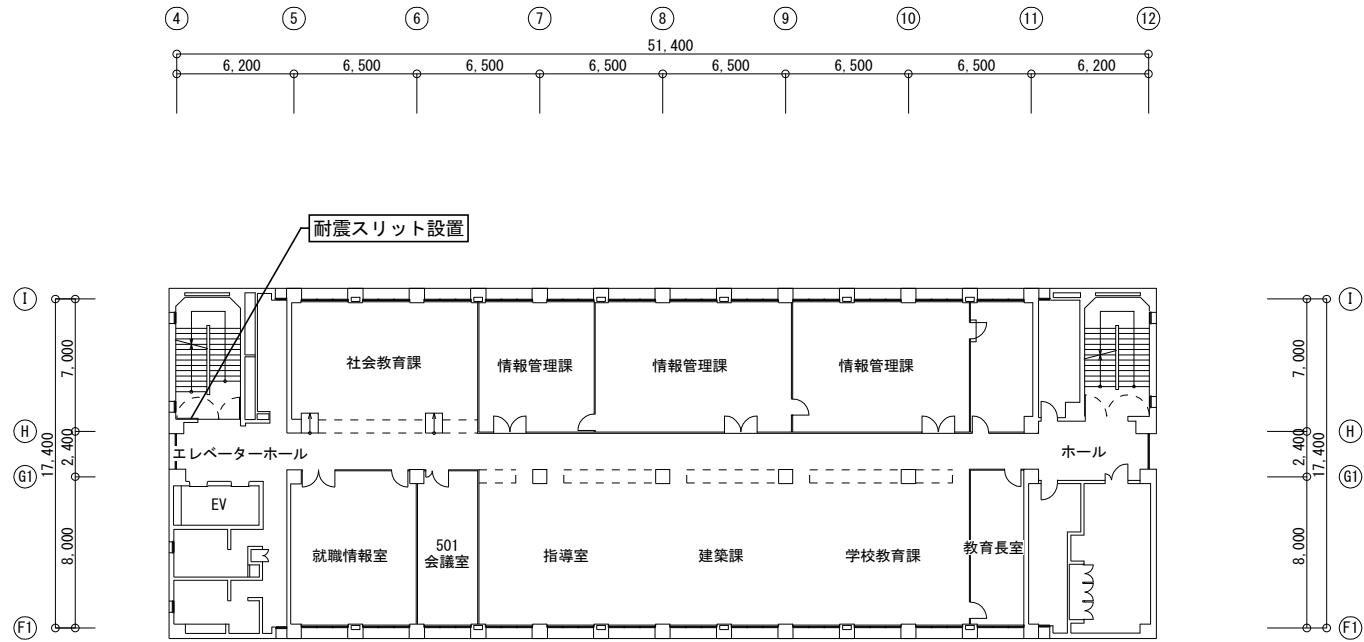 4 5 6 7 8 9 10 11 12
51,400
6,200 6,500 6,500 6,500 6,500 6,500 6,500 6,200
耐震スリット設置
I I
7,000 7,000
社会教育課 情報管理課 情報管理課 情報管理課
H H
17,400 2,400 2,400 17,400
エレベーターホール ホール
G1 G1
EV
8,000 8,000
就職情報室 501 会議室 指導室 建築課 学校教育課 教育長室
F1 F1